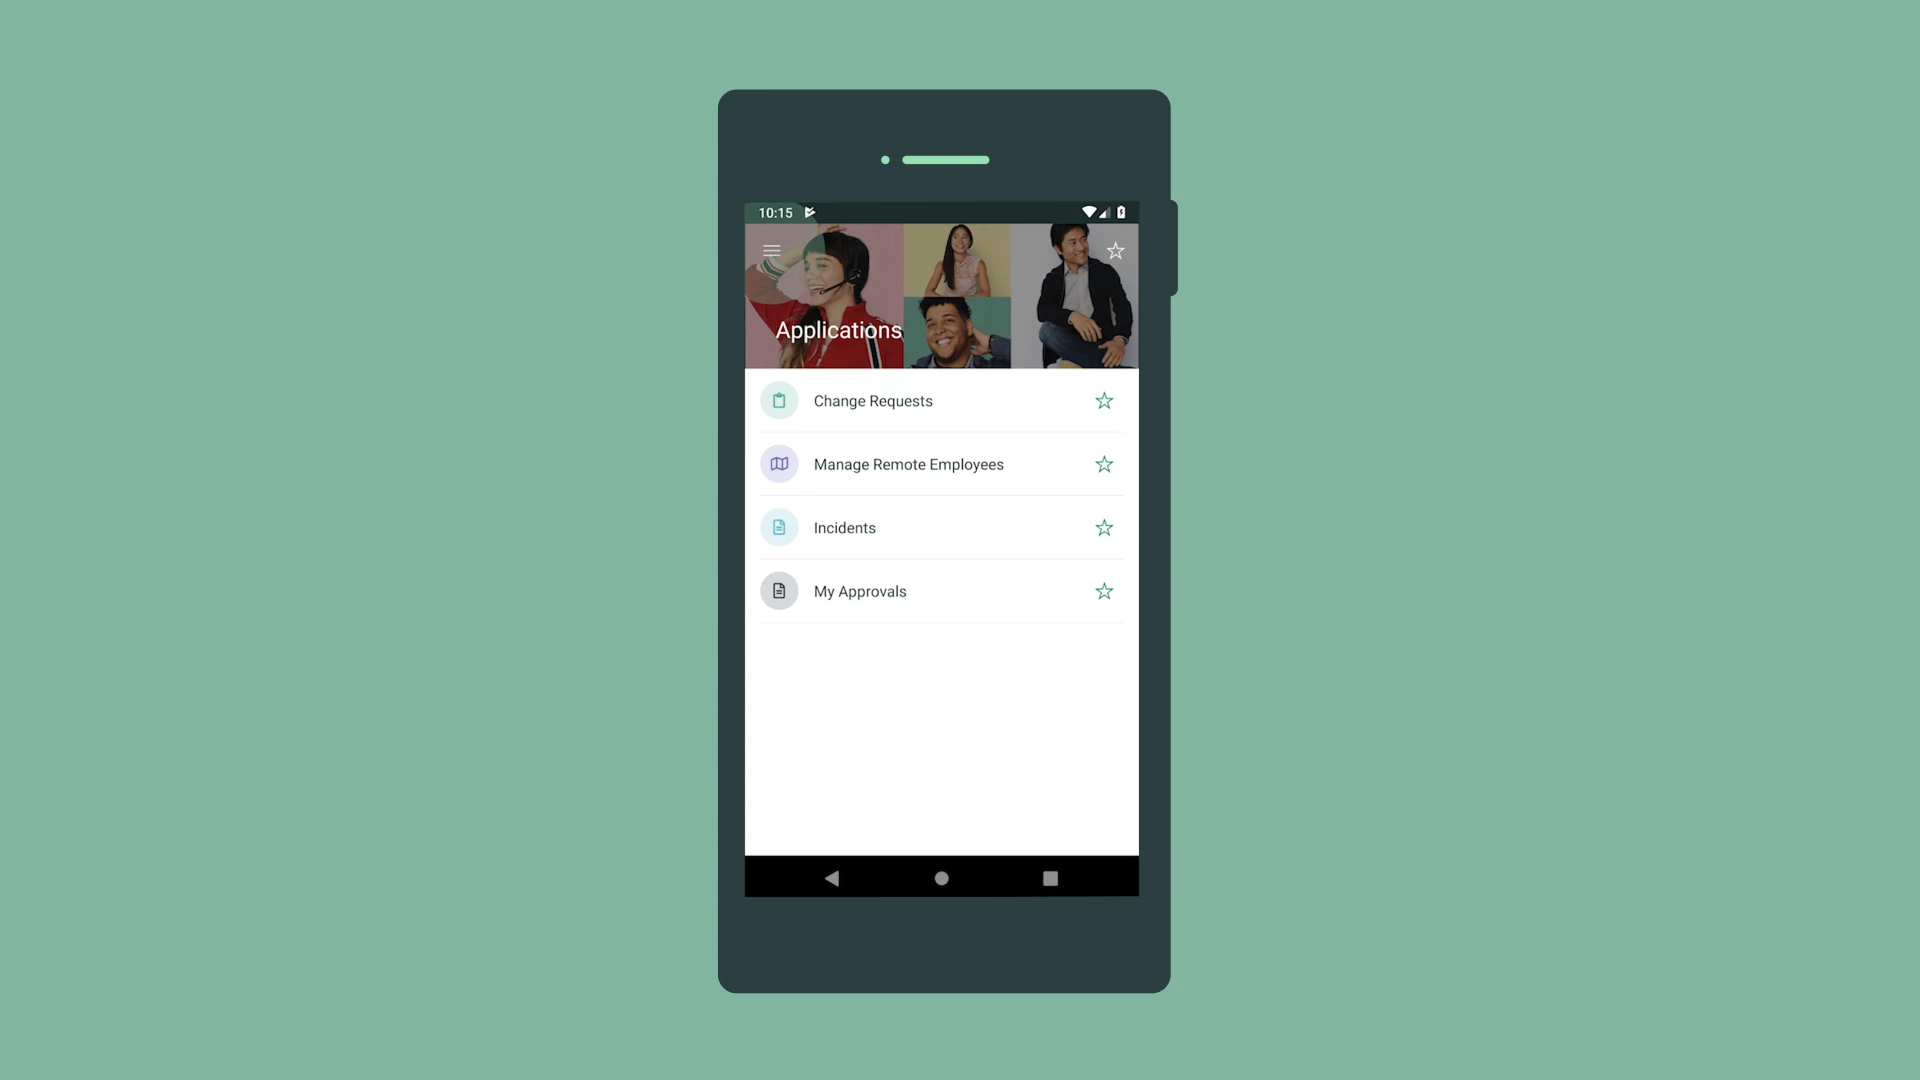 10:15
Applications
Change Requests
Manage Remote Employees
Incidents
My Approvals